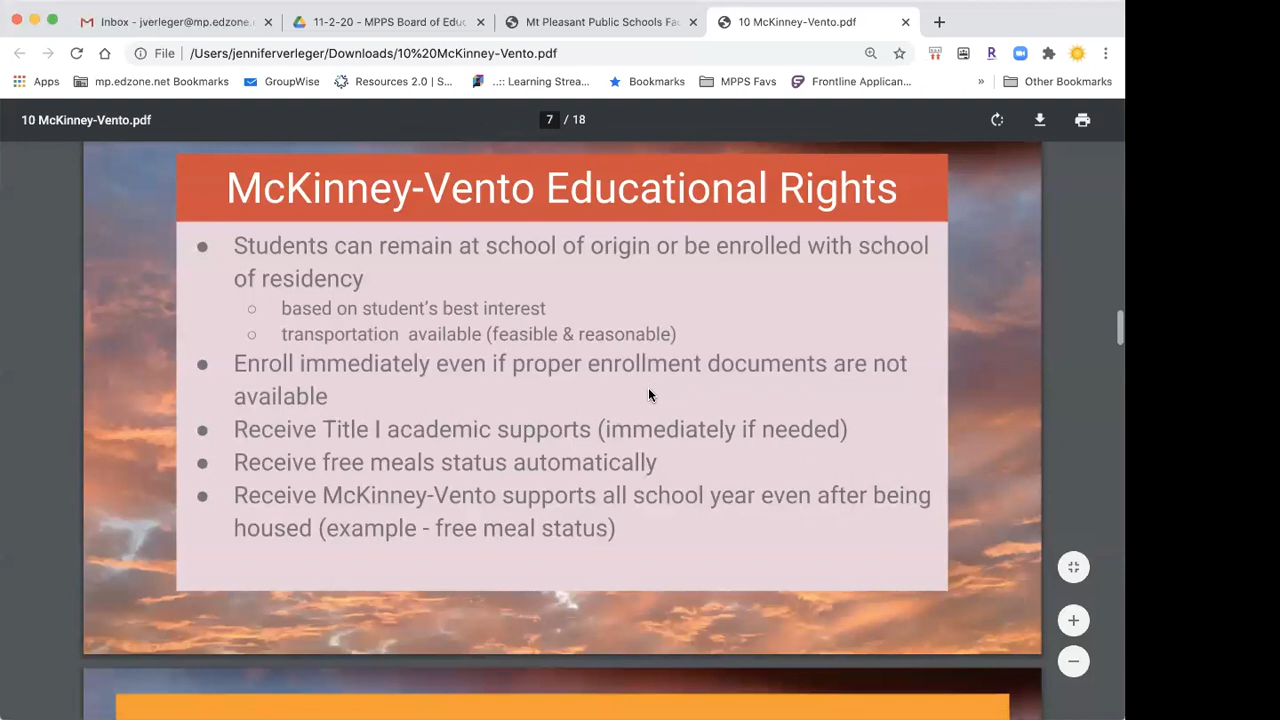 Inbox - jverleger@mp.edzone.
11-2-20 - MPPS Board of Educ
Mt Pleasant Public Schools Fac
10 McKinney-Vento.pdf
File
/Users/jenniferverleger/Downloads/10%20McKinney-Vento.pdf
Apps
mp.edzone.net Bookmarks
GroupWise
Resources 2.0 | S...
..:: Learning Strea...
Bookmarks
MPPS Favs
Frontline Applican...
»
Other Bookmarks
10 McKinney-Vento.pdf
7 / 18
McKinney-Vento Educational Rights
● Students can remain at school of origin or be enrolled with school
of residency
○ based on student's best interest
○ transportation available (feasible & reasonable)
● Enroll immediately even if proper enrollment documents are not
available
● Receive Title I academic supports (immediately if needed)
● Receive free meals status automatically
● Receive McKinney-Vento supports all school year even after being
housed (example - free meal status)